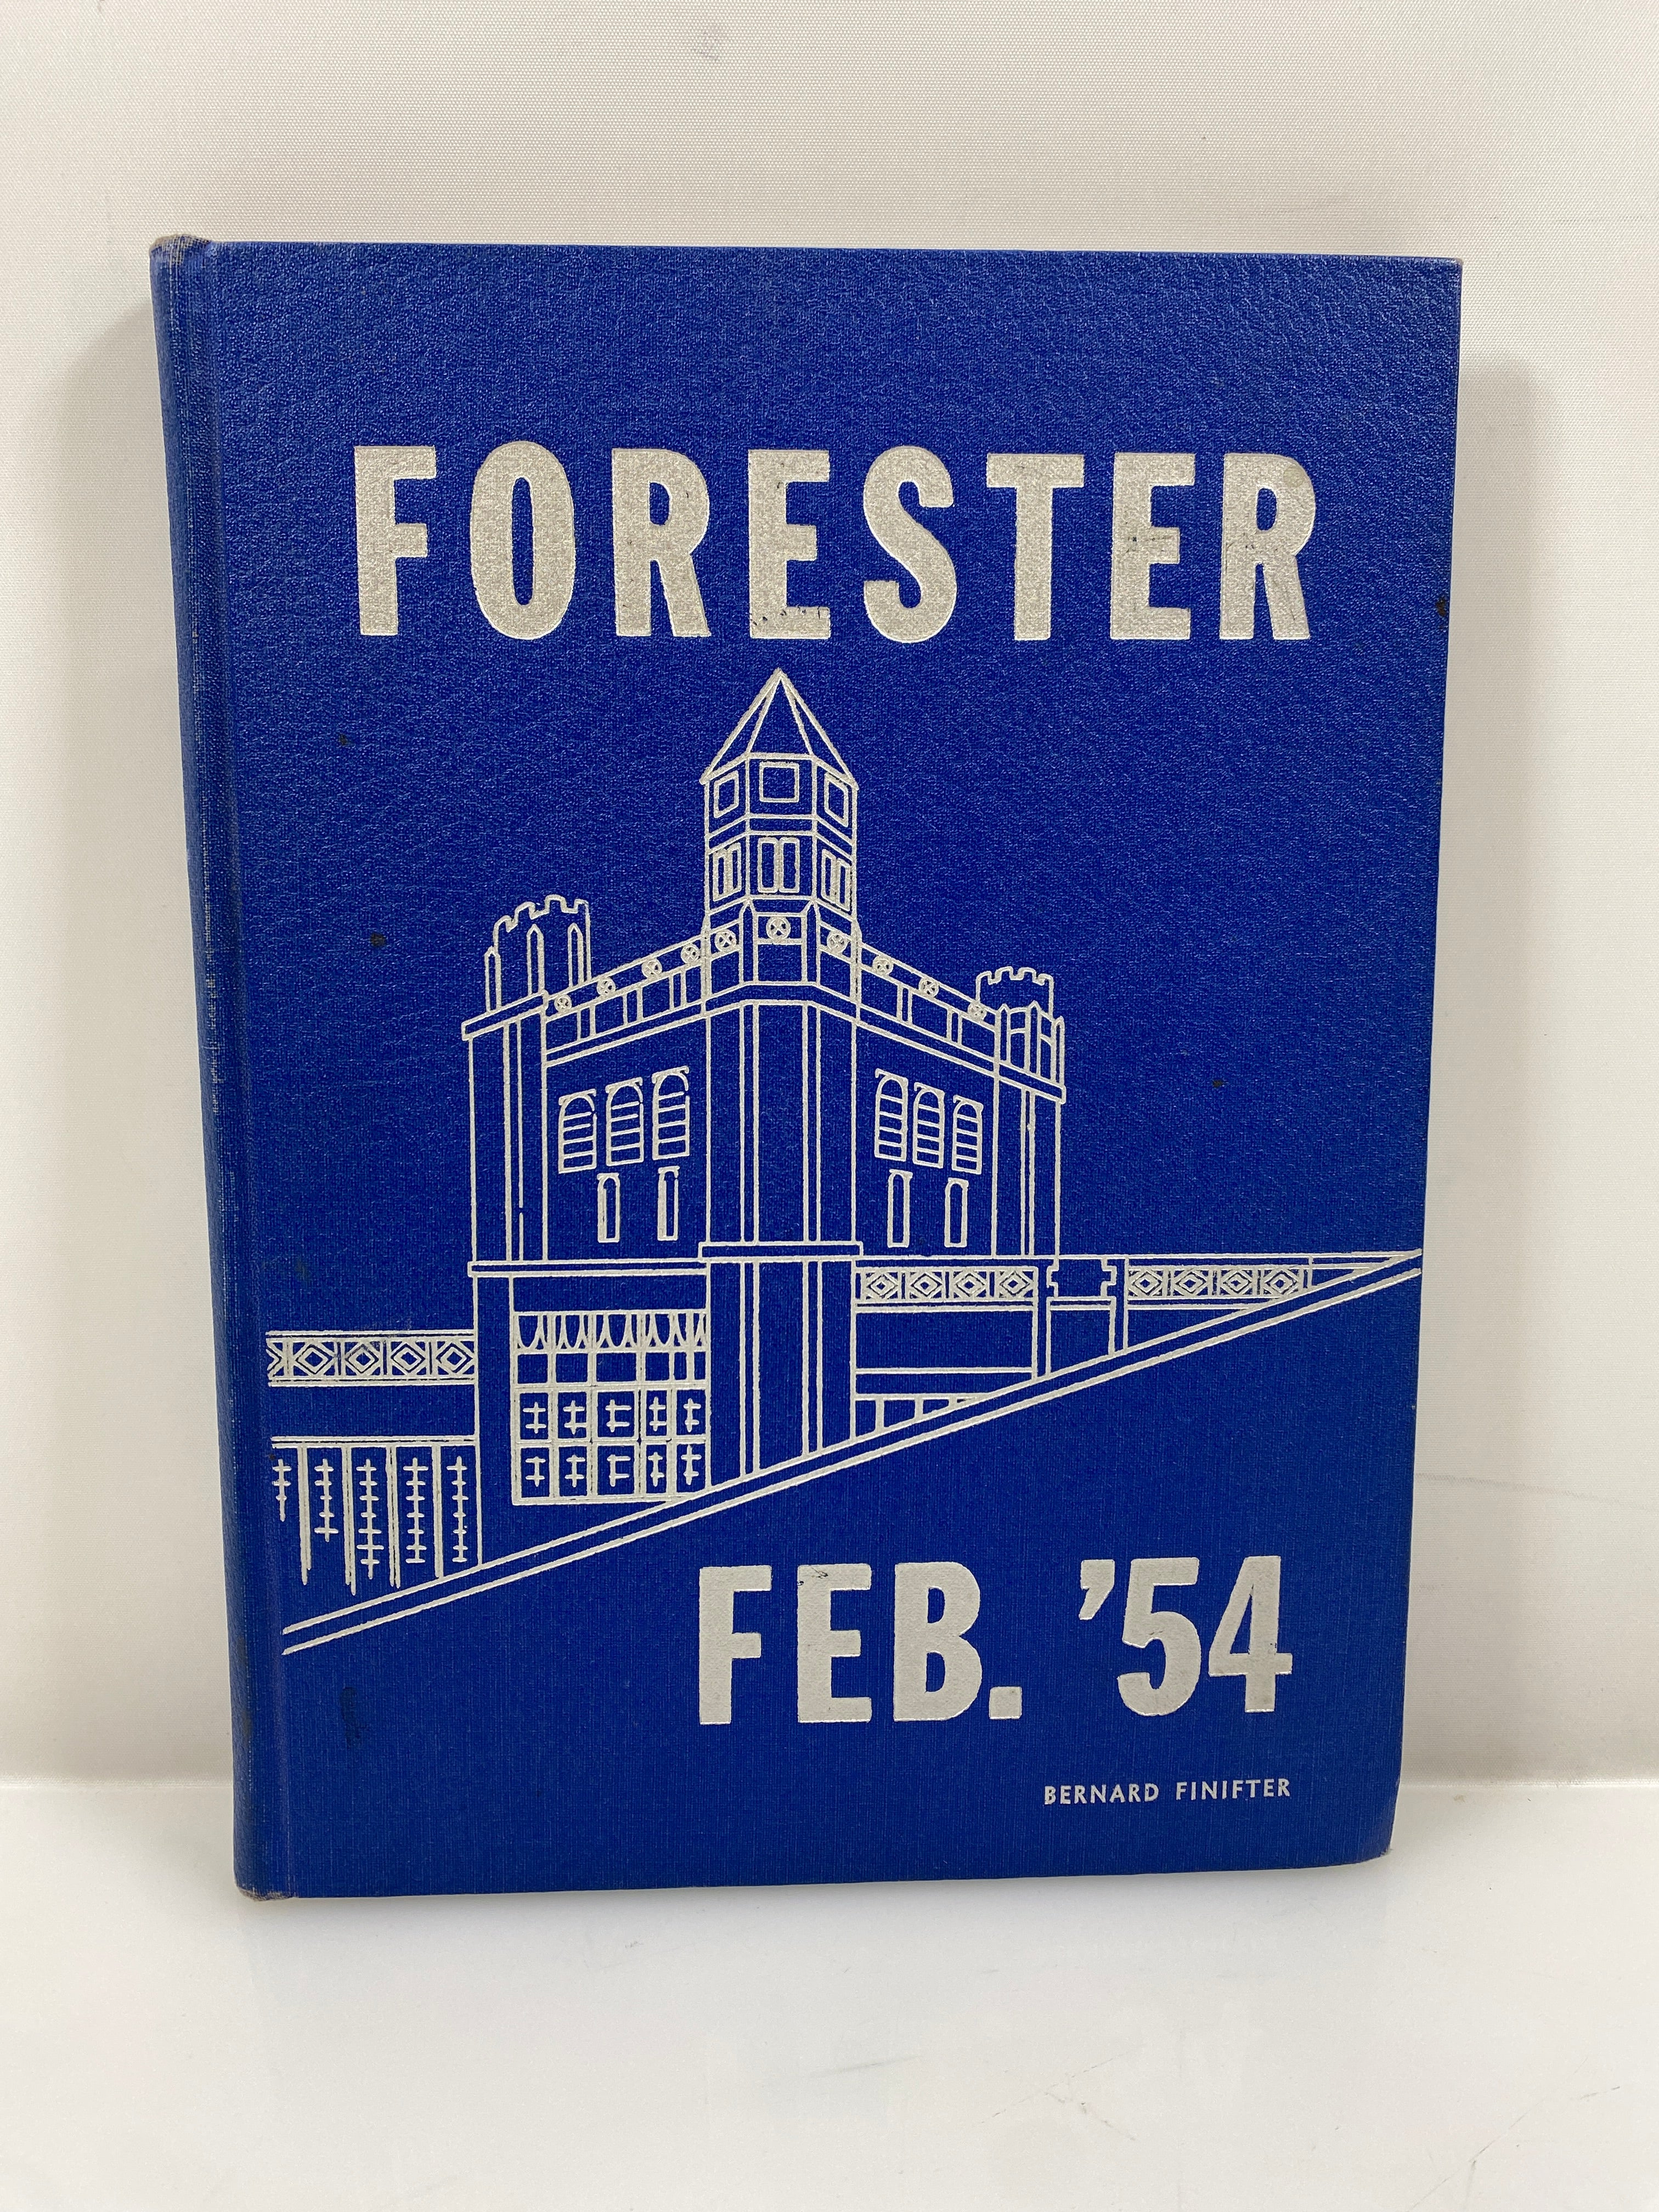 FORESTER
FEB. '54
BERNARD FINIFTER